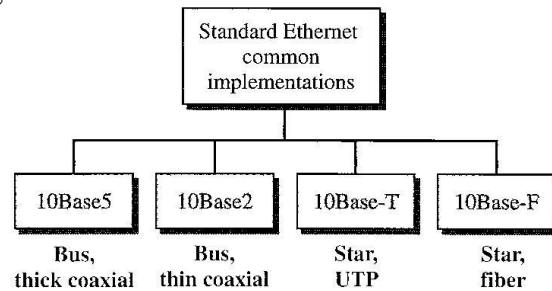 Standard Ethernet
common
implementations
10Base5
10Base2
10Base-T
10Base-F
Bus,
thick coaxial
Bus,
thin coaxial
Star,
UTP
Star,
fiber